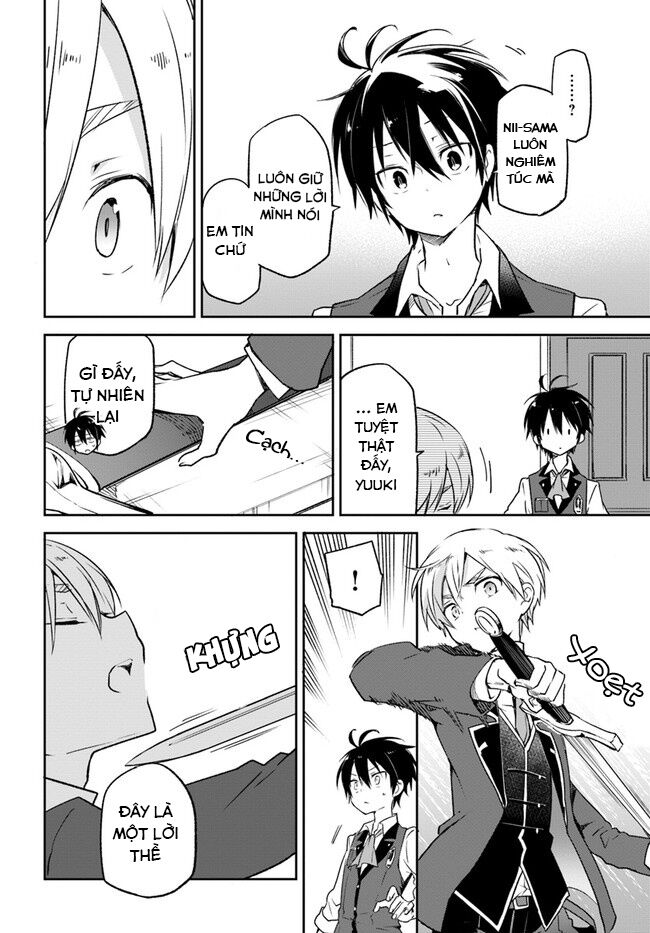 ......?
NII-SAMA
LUÔN
NGHIÊM
TÚC MÀ
LUÔN GIỮ
NHỮNG LỜI
MÌNH NÓI
EM TIN
CHỨ
... EM
TUYỆT
THẬT
ĐẤY,
YUUKI
Cạch...
GÌ ĐẤY,
TỰ NHIÊN
LẠI
Xoẹt
!
KHỰNG
ĐÂY LÀ
MỘT LỜI
THỀ